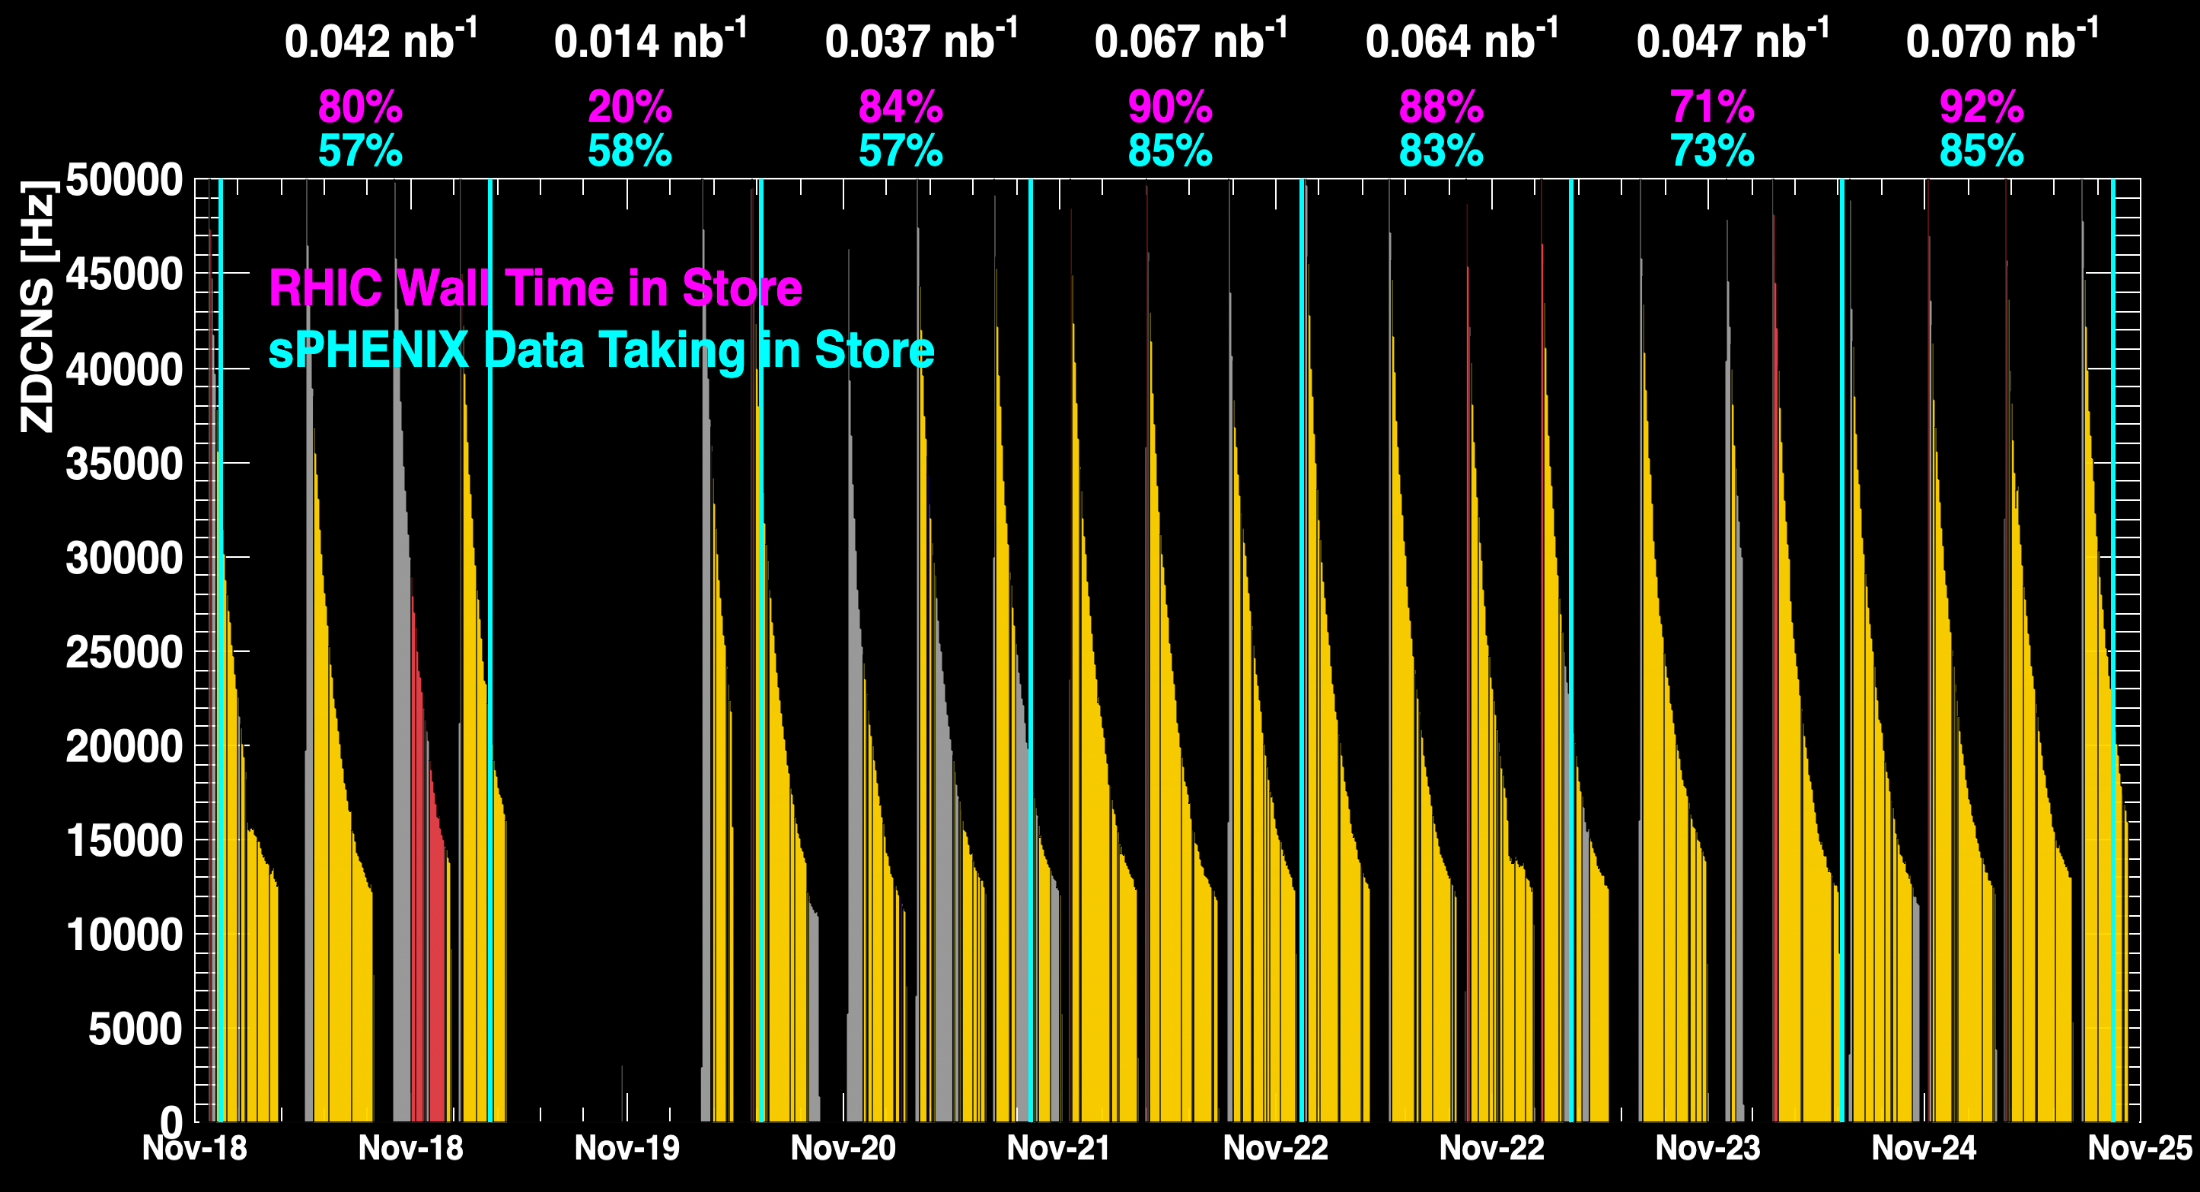 0.042 nb-1 0.014 nb-1 0.037 nb-1 0.067 nb-1 0.064 nb-1 0.047 nb-1 0.070 nb-1
80% 20% 84% 90% 88% 71% 92%
57% 58% 57% 85% 83% 73% 85%
ZDCNS [Hz]
50000
45000
RHIC Wall Time in Store
sPHENIX Data Taking in Store
40000
35000
30000
25000
20000
15000
10000
5000
0
Nov-18 Nov-18 Nov-19 Nov-20 Nov-21 Nov-22 Nov-22 Nov-23 Nov-24 Nov-25